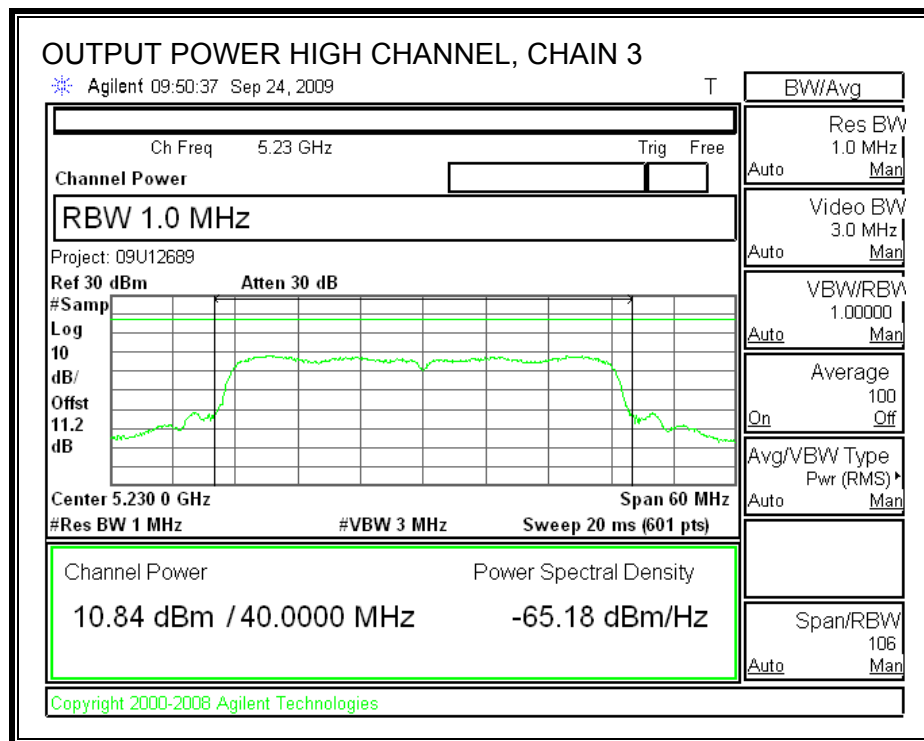 OUTPUT POWER HIGH CHANNEL, CHAIN 3
Agilent 09:50:37 Sep 24, 2009 T
BW/Avg
Ch Freq 5.23 GHz Trig Free
Channel Power
RBW 1.0 MHz
Project: 09U12689
Ref 30 dBm Atten 30 dB
#Samp
Log
10
dB/
Offst
11.2
dB
Center 5.230 0 GHz Span 60 MHz
#Res BW 1 MHz #VBW 3 MHz Sweep 20 ms (601 pts)
Channel Power Power Spectral Density
10.84 dBm / 40.0000 MHz -65.18 dBm/Hz
Copyright 2000-2008 Agilent Technologies
Res BW
1.0 MHz
Auto Man
Video BW
3.0 MHz
Auto Man
VBW/RBW
1.00000
Auto Man
Average
100
On Off
Avg/VBW Type
Pwr (RMS)
Auto Man
Span/RBW
106
Auto Man